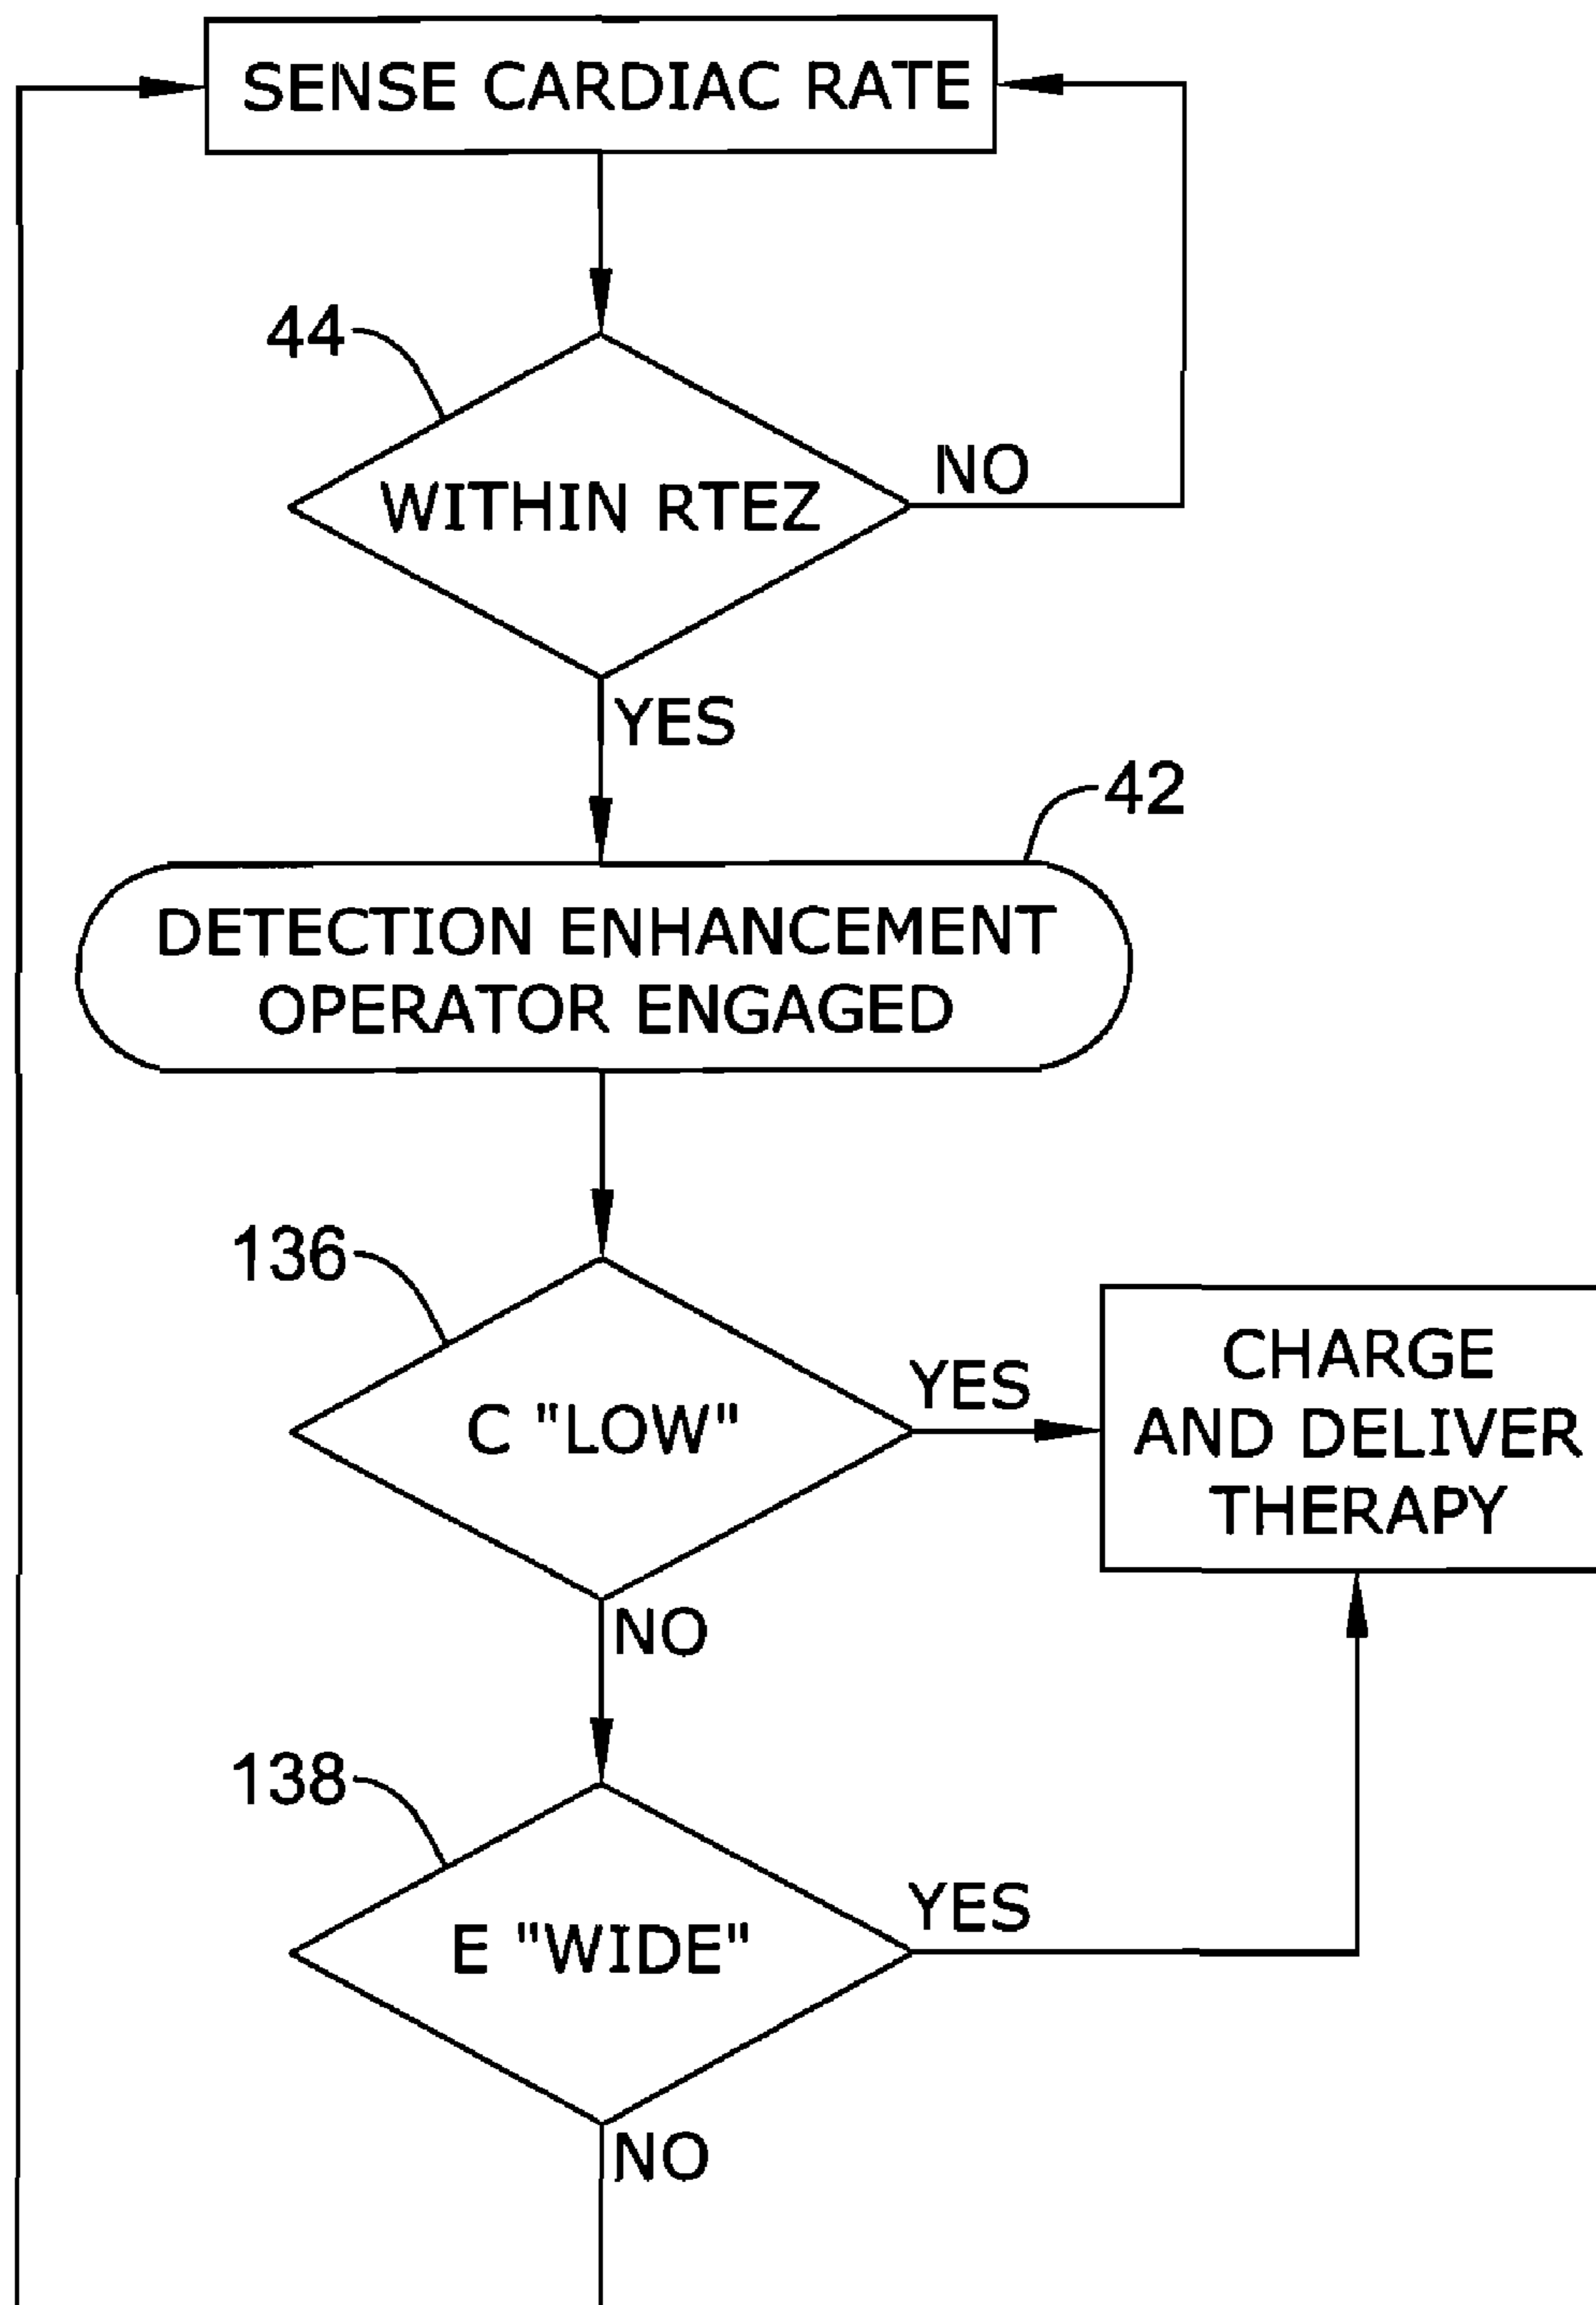 SENSE CARDIAC RATE
44
WITHIN RTEZ
NO
YES
42
DETECTION ENHANCEMENT
OPERATOR ENGAGED
136
C "LOW"
YES
CHARGE
AND DELIVER
THERAPY
NO
138
E "WIDE"
YES
NO